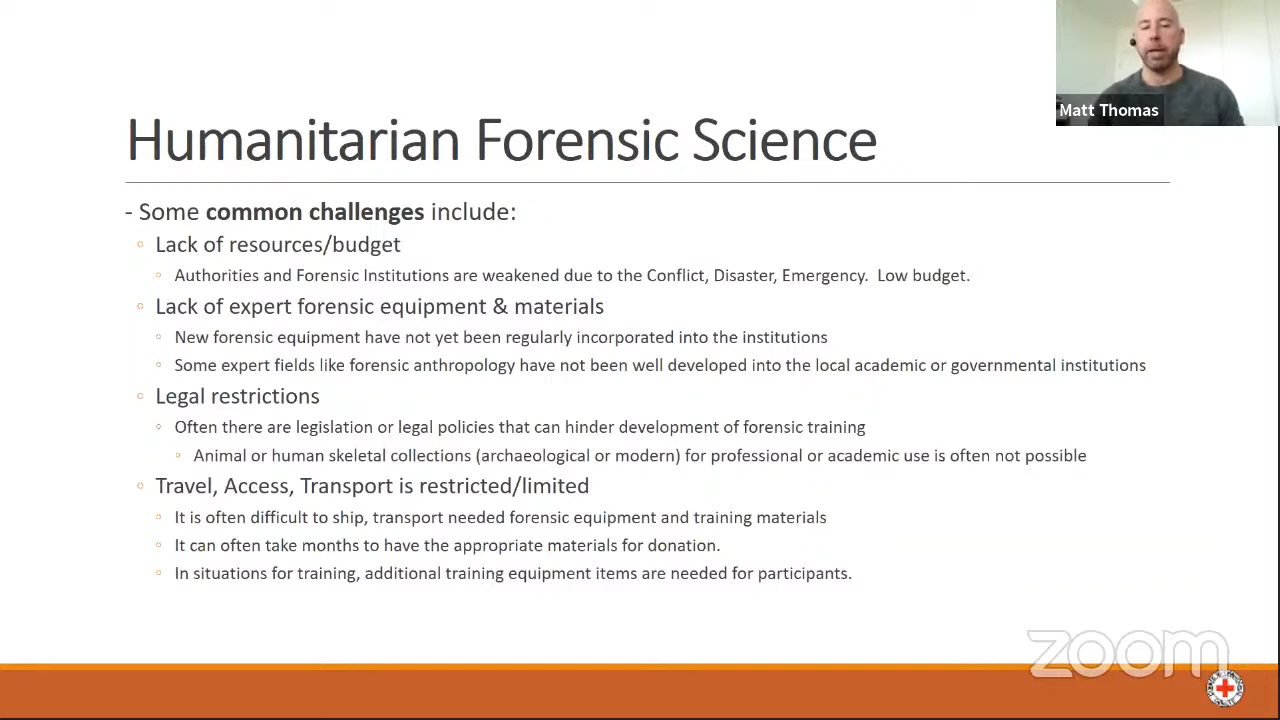 Matt Thomas
Humanitarian Forensic Science
- Some common challenges include:
Lack of resources/budget
Authorities and Forensic Institutions are weakened due to the Conflict, Disaster, Emergency. Low budget.
Lack of expert forensic equipment & materials
New forensic equipment have not yet been regularly incorporated into the institutions
Some expert fields like forensic anthropology have not been well developed into the local academic or governmental institutions
Legal restrictions
Often there are legislation or legal policies that can hinder development of forensic training
Animal or human skeletal collections (archaeological or modern) for professional or academic use is often not possible
Travel, Access, Transport is restricted/limited
It is often difficult to ship, transport needed forensic equipment and training materials
It can often take months to have the appropriate materials for donation.
In situations for training, additional training equipment items are needed for participants.
zoom